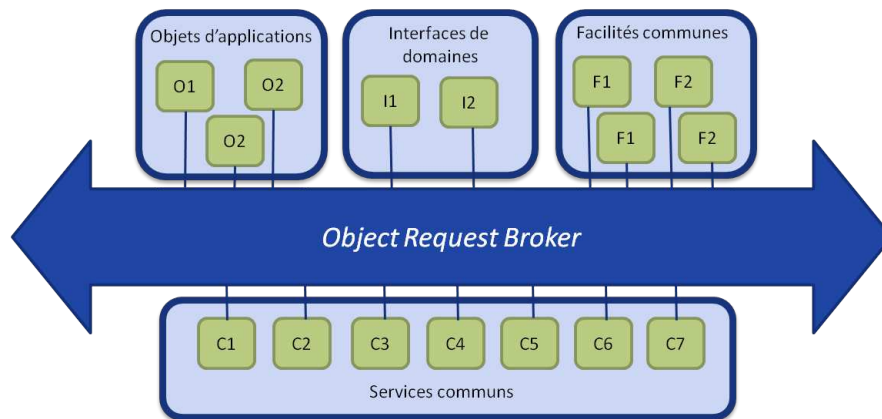 Objets d'applications
O1
O2
O2
Interfaces de
domaines
I1
I2
Facilités communes
F1
F2
F1
F2
Object Request Broker
C1
C2
C3
C4
C5
C6
C7
Services communs